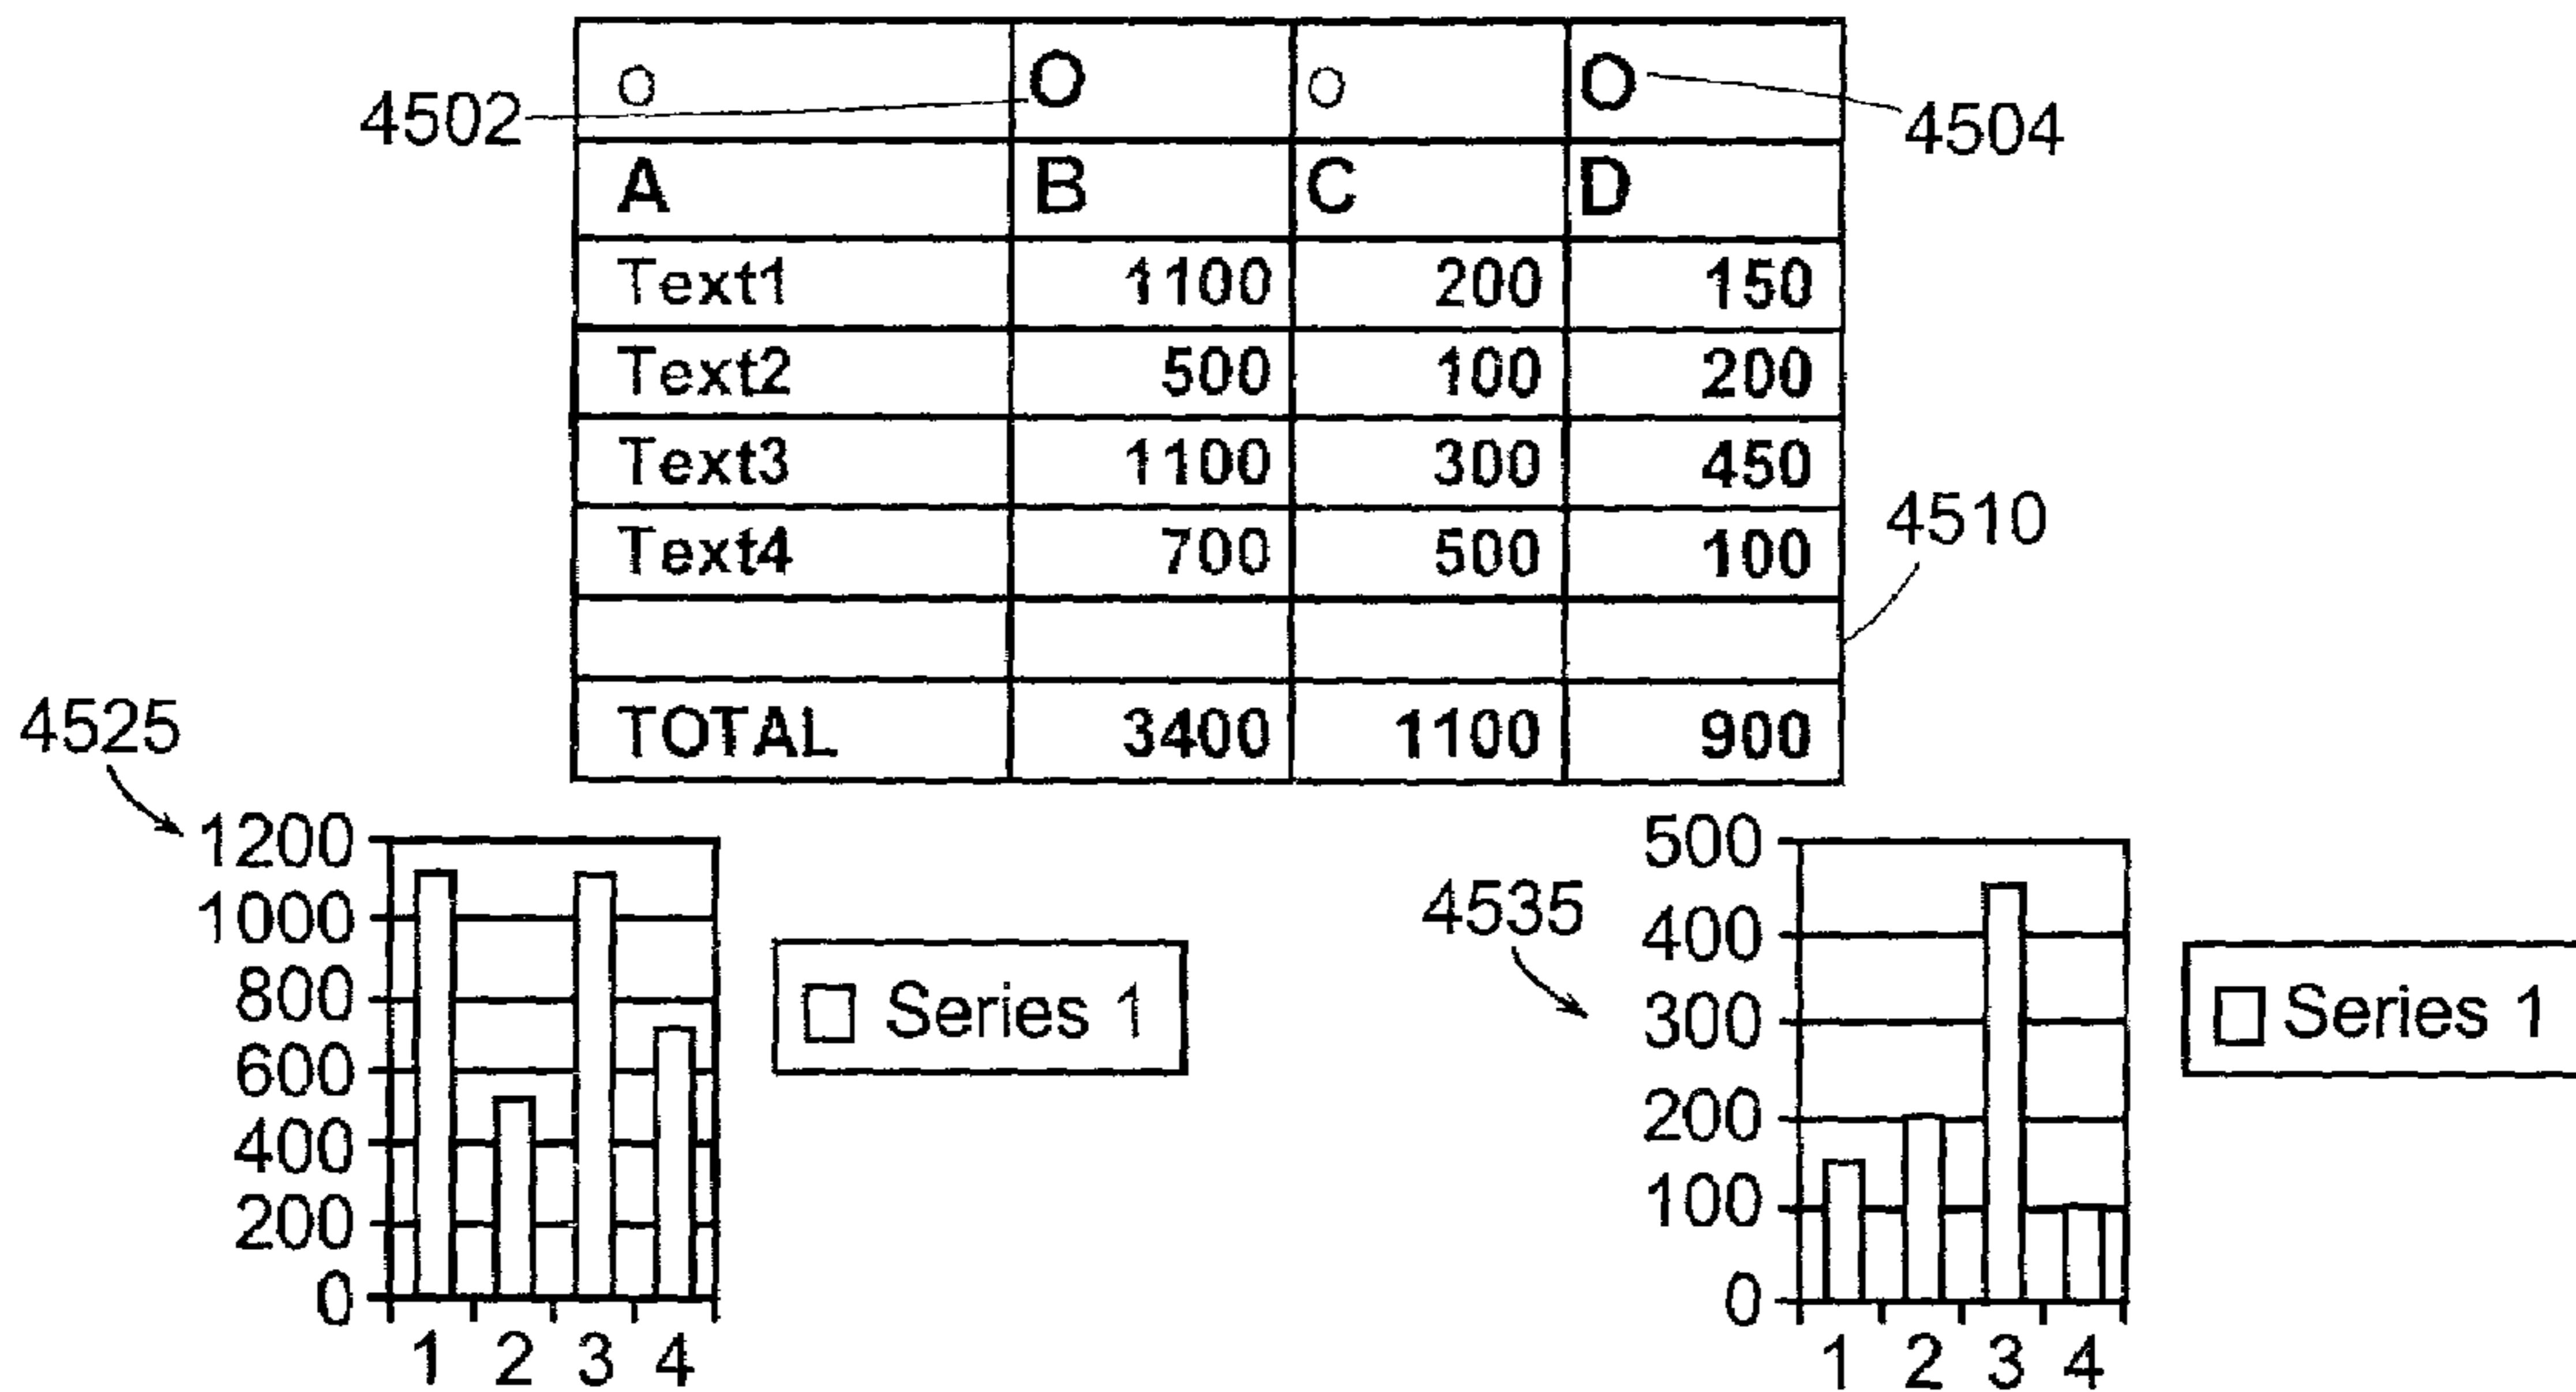 O O O O
4502
4504
A B C D
Text1 1100 200 150
Text2 500 100 200
Text3 1100 300 450
Text4 700 500 100
4510
TOTAL 3400 1100 900
4525
1200
1000
800
600
400
200
0
1 2 3 4
Series 1
4535
500
400
300
200
100
0
1 2 3 4
Series 1